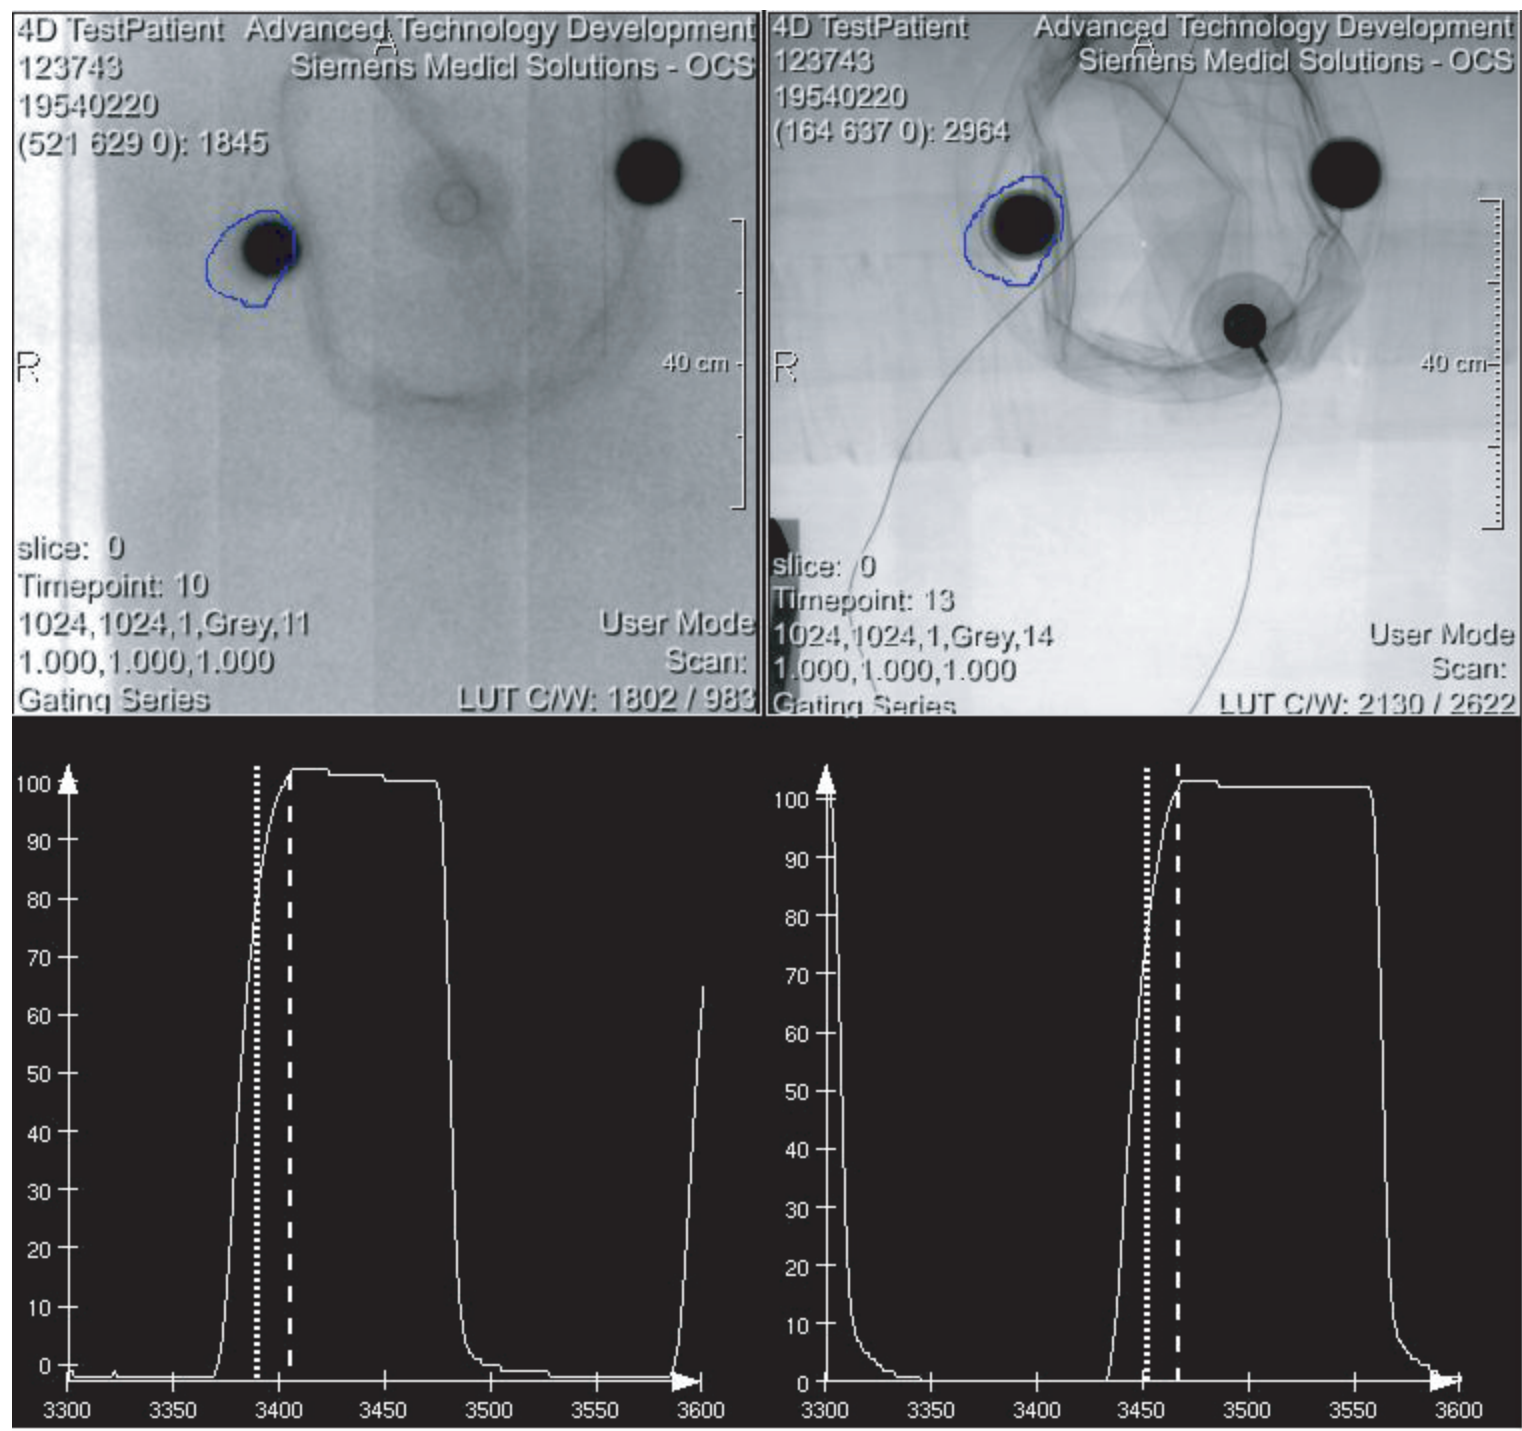 4D TestPatient Advanced Technology Development
123743 Siemens Medicl Solutions - OCS
19540220
(521 629 0): 1845
A
R
40 cm
slice: 0
Timepoint: 10
1024,1024,1,Grey,11 User Mode
1.000,1.000,1.000 Scan:
Gating Series LUT C/W: 1802 / 983
4D TestPatient Advanced Technology Development
123743 Siemens Medicl Solutions - OCS
19540220
(164 637 0): 2964
A
R
40 cm
slice: 0
Timepoint: 13
1024,1024,1,Grey,14 User Mode
1.000,1.000,1.000 Scan:
Gating Series LUT C/W: 2130 / 2622
100
90
80
70
60
50
40
30
20
10
0
3300 3350 3400 3450 3500 3550 3600
100
90
80
70
60
50
40
30
20
10
0
3300 3350 3400 3450 3500 3550 3600